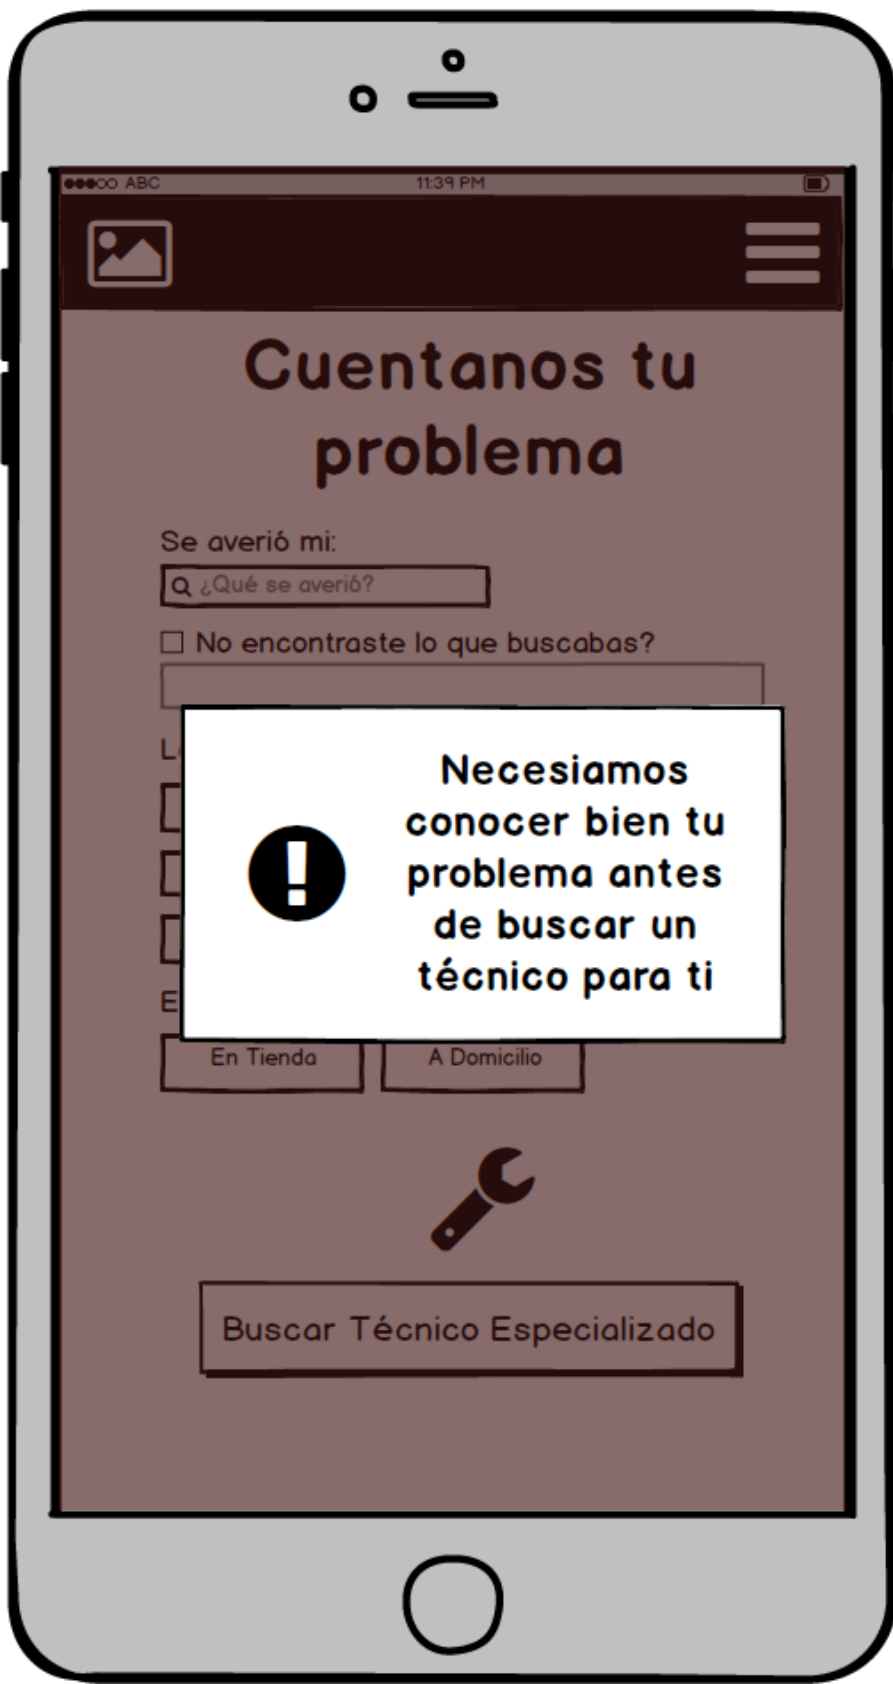 ABC 11:39 PM
Cuentanos tu
problema
Se averió mi:
¿Qué se averió?
No encontraste lo que buscabas?
Necesiamos
conocer bien tu
problema antes
de buscar un
técnico para ti
En Tienda A Domicilio
Buscar Técnico Especializado